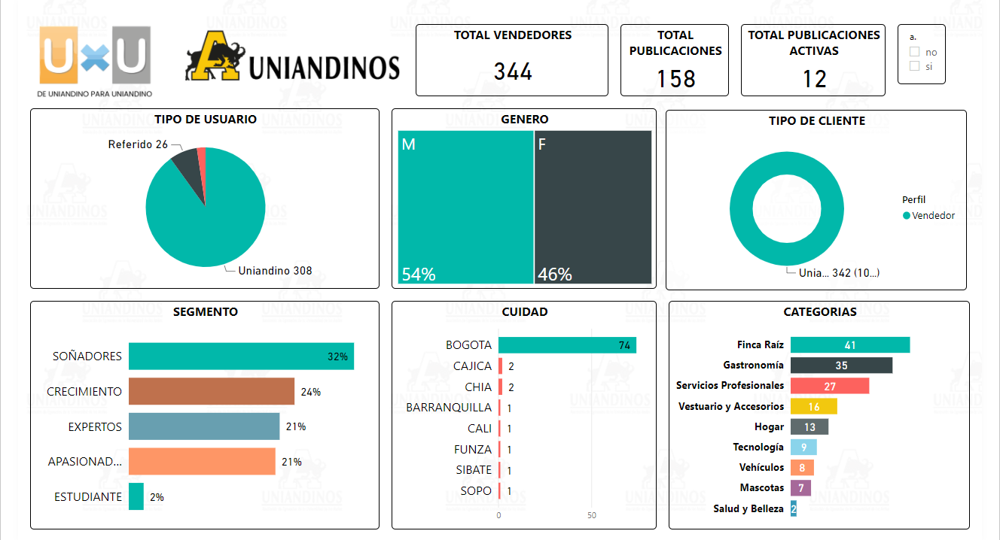 UxU
DE UNIANDINO PARA UNIANDINO
UNIANDINOS
TOTAL VENDEDORES
344
TOTAL
PUBLICACIONES
158
TOTAL PUBLICACIONES
ACTIVAS
12
a.
no
si
TIPO DE USUARIO
Referido 26
Uniandino 308
GENERO
M
54%
F
46%
TIPO DE CLIENTE
Perfil
Vendedor
Unia... 342 (10...)
SEGMENTO
SOÑADORES 32%
CRECIMIENTO 24%
EXPERTOS 21%
APASIONAD... 21%
ESTUDIANTE 2%
CUIDAD
BOGOTA 74
CAJICA 2
CHIA 2
BARRANQUILLA 1
CALI 1
FUNZA 1
SIBATE 1
SOPO 1
0 50
CATEGORIAS
Finca Raíz 41
Gastronomía 35
Servicios Profesionales 27
Vestuario y Accesorios 16
Hogar 13
Tecnología 9
Vehículos 8
Mascotas 7
Salud y Belleza 2